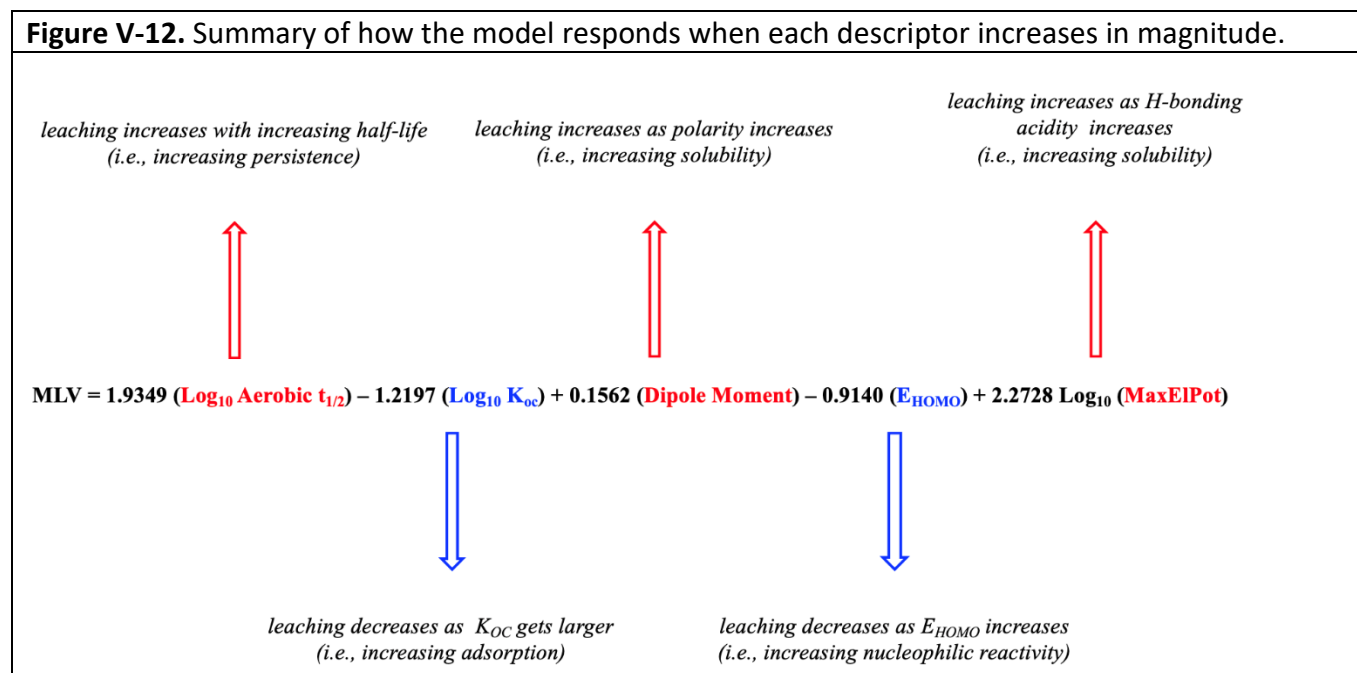 Figure V-12. Summary of how the model responds when each descriptor increases in magnitude.
leaching increases with increasing half-life
(i.e., increasing persistence)
leaching increases as polarity increases
(i.e., increasing solubility)
leaching increases as H-bonding
acidity increases
(i.e., increasing solubility)
MLV = 1.9349 (Log₁₀ Aerobic t₁/₂) – 1.2197 (Log₁₀ Koc) + 0.1562 (Dipole Moment) – 0.9140 (EHOMO) + 2.2728 Log₁₀ (MaxElPot)
leaching decreases as KOC gets larger
(i.e., increasing adsorption)
leaching decreases as EHOMO increases
(i.e., increasing nucleophilic reactivity)